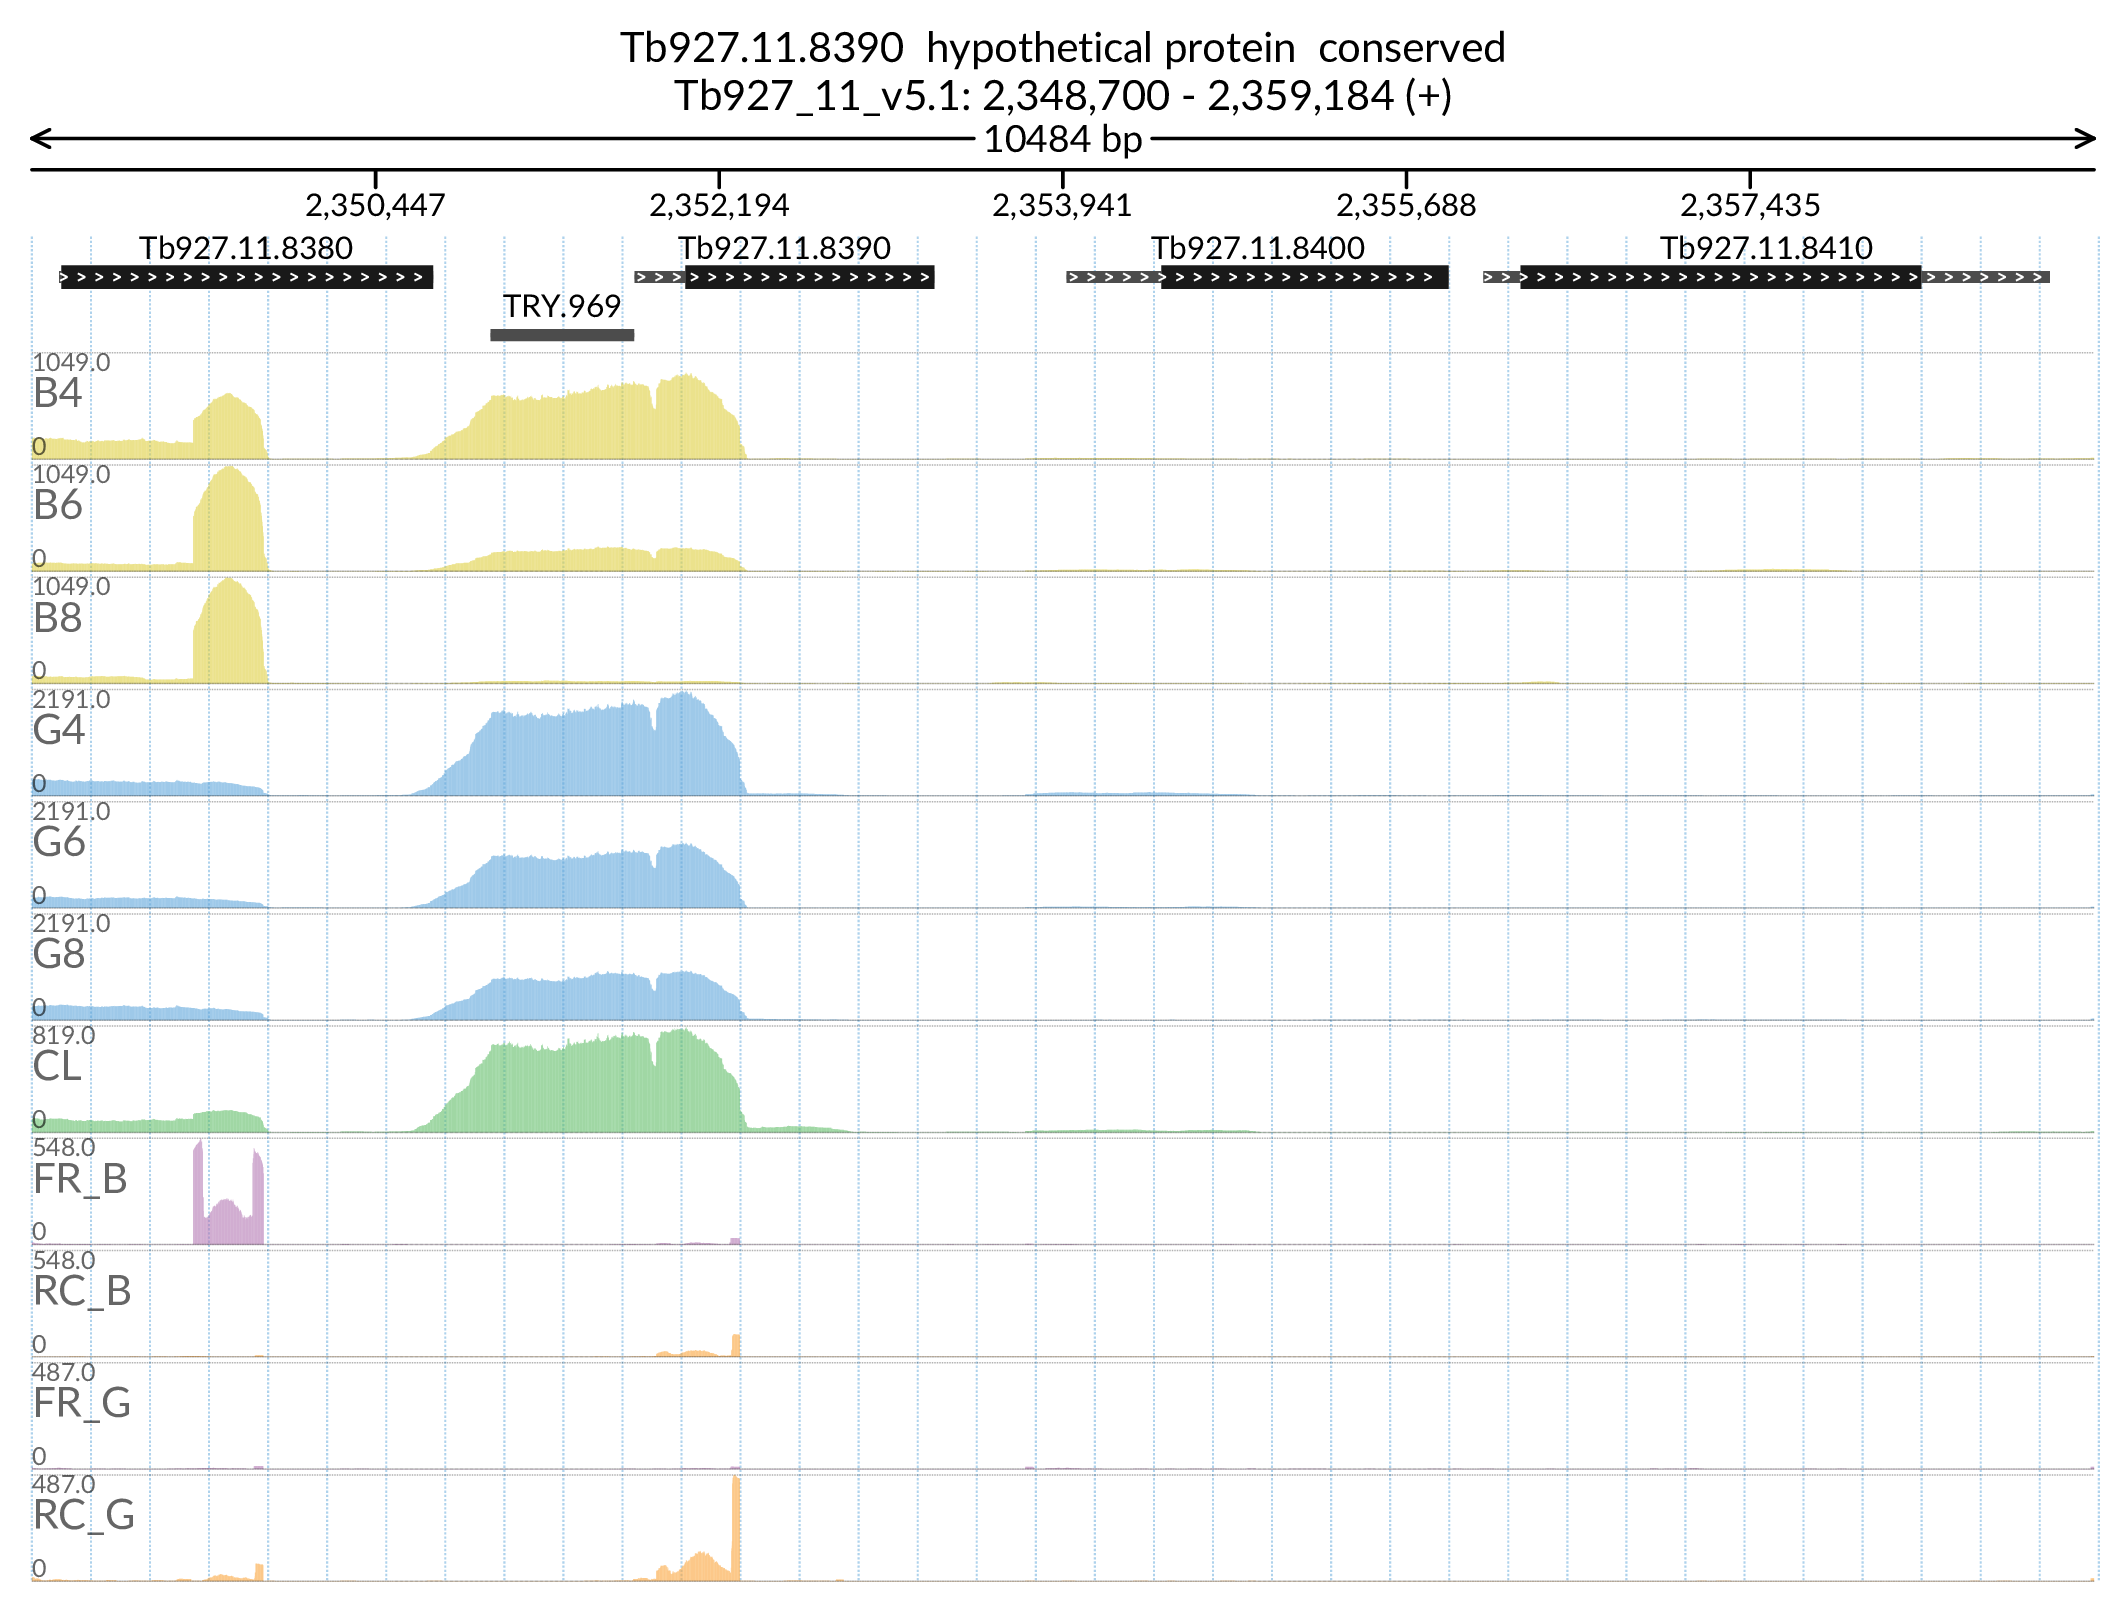 Tb927.11.8390 hypothetical protein conserved
Tb927_11_v5.1: 2,348,700 - 2,359,184 (+)
10484 bp
2,350,447 2,352,194 2,353,941 2,355,688 2,357,435
Tb927.11.8380 Tb927.11.8390 Tb927.11.8400 Tb927.11.8410
TRY.969
1049.0
B4
0
1049.0
B6
0
1049.0
B8
0
2191.0
G4
0
2191.0
G6
0
2191.0
G8
0
819.0
CL
0
548.0
FR_B
0
548.0
RC_B
0
487.0
FR_G
0
487.0
RC_G
0